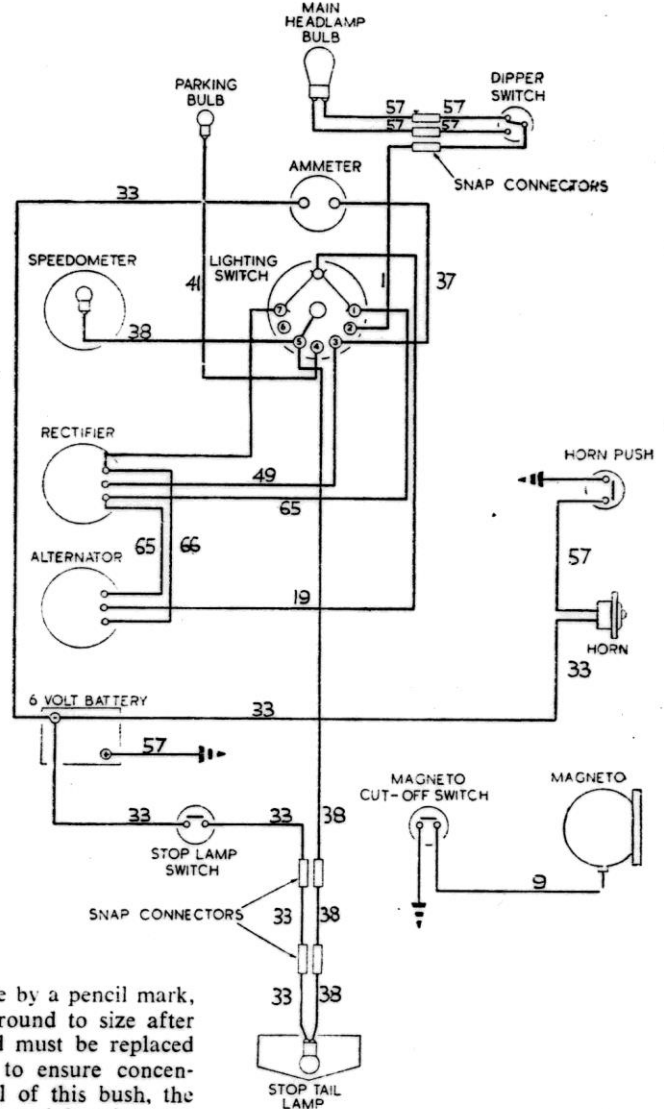 MAIN
HEADLAMP
BULB
PARKING
BULB
DIPPER
SWITCH
57 57
57 57
SNAP CONNECTORS
AMMETER
33
SPEEDOMETER
LIGHTING
SWITCH
41
1
37
7
1
6
2
5
4
3
38
RECTIFIER
49
65
HORN PUSH
65
66
ALTERNATOR
57
19
HORN
33
6 VOLT BATTERY
33
57
MAGNETO
CUT-OFF SWITCH
MAGNETO
33
33
38
STOP LAMP
SWITCH
9
SNAP CONNECTORS
33
38
33
38
STOP TAIL
LAMP
e by a pencil mark,
round to size after
must be replaced
to ensure concen-
of this bush, the